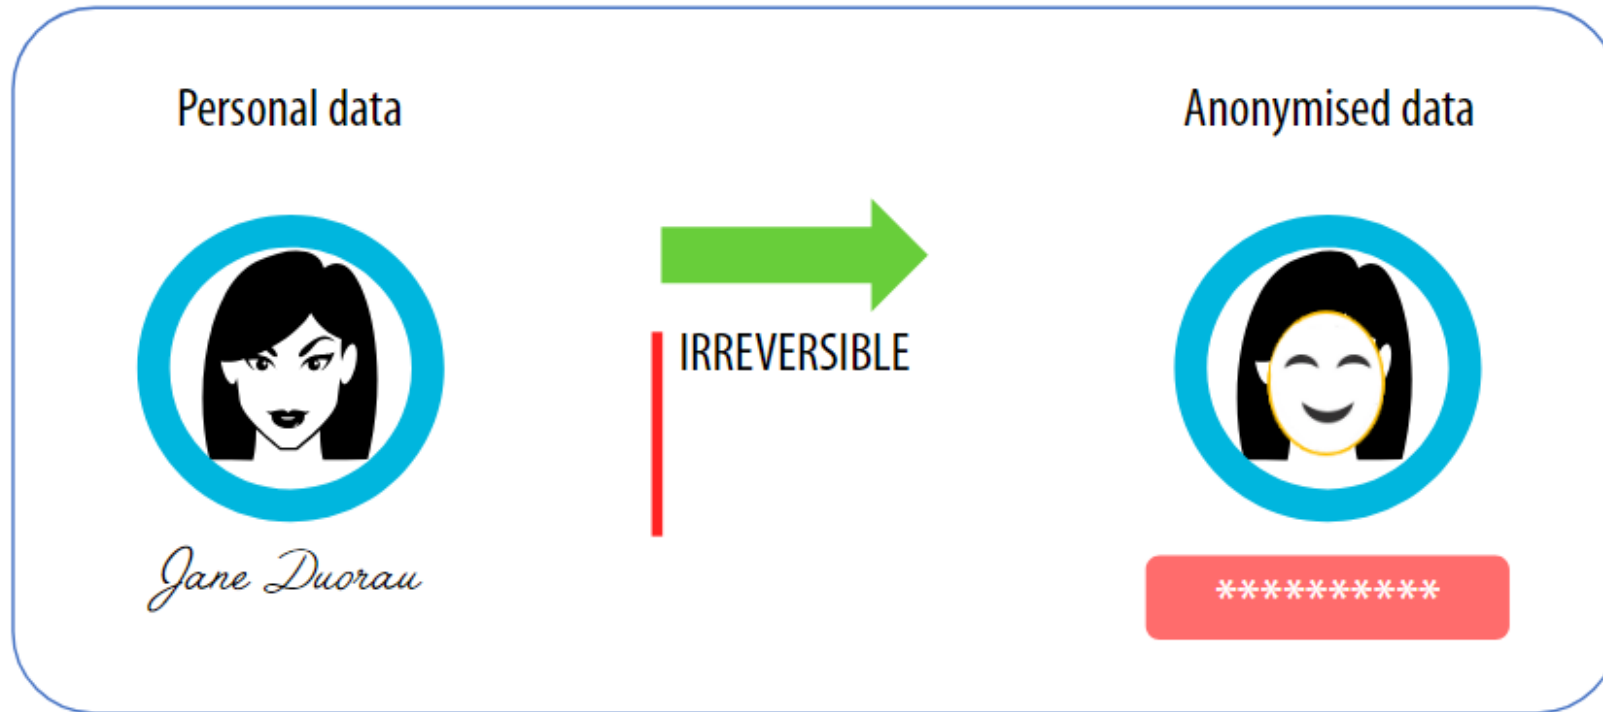 Personal data
Anonymised data
IRREVERSIBLE
Jane Duorau
**********